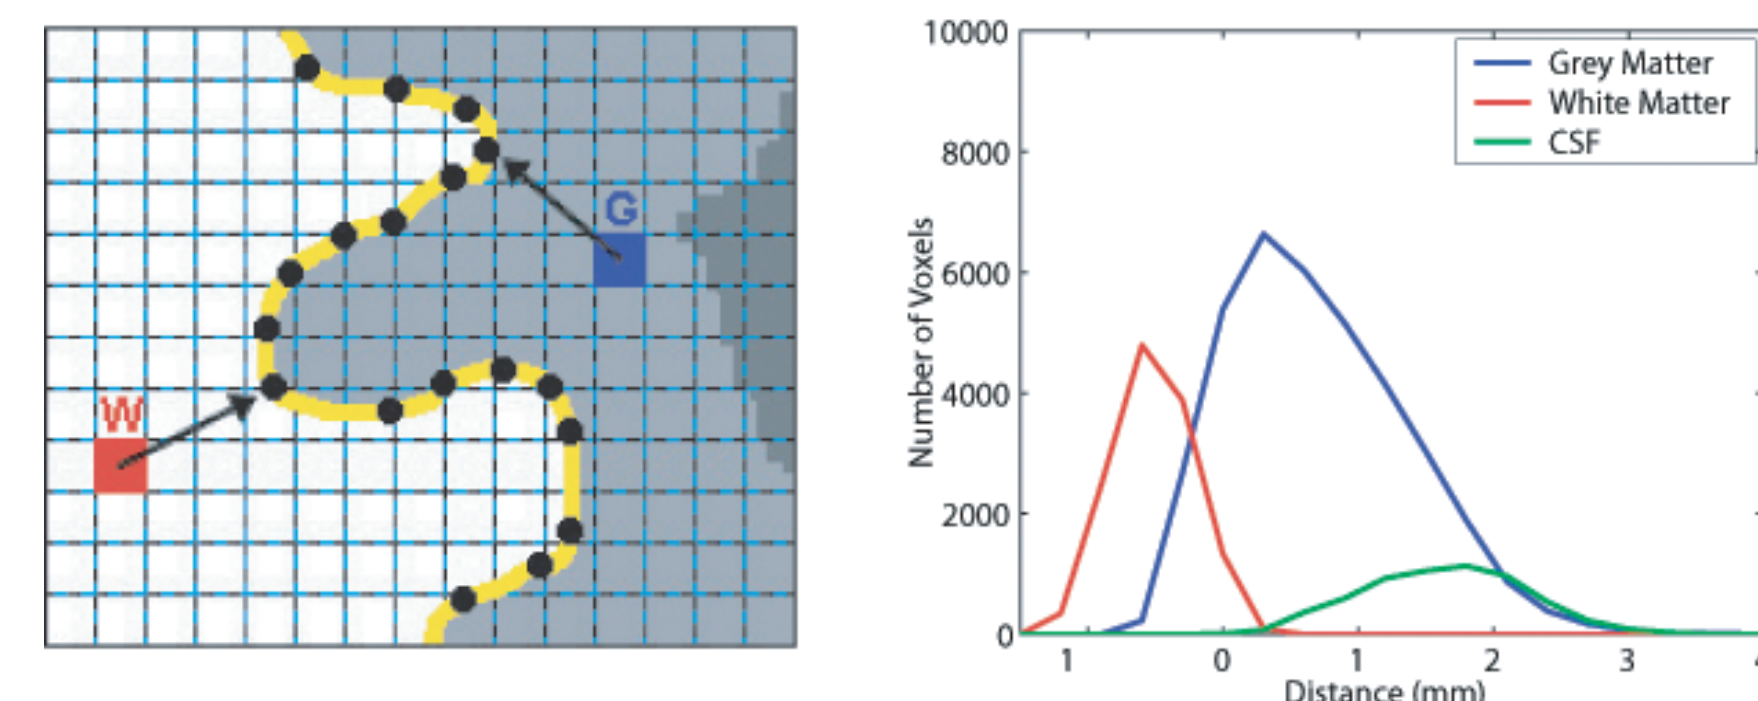 G
W
10000
8000
6000
4000
2000
0
Number of Voxels
Grey Matter
White Matter
CSF
1 0 1 2 3
Distance (mm)